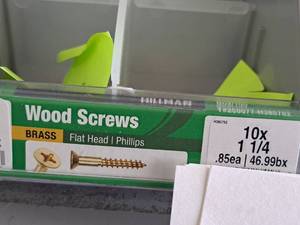 HILLMAN
Wood Screws
BRASS
Flat Head | Phillips
10x
1 1/4
.85ea | 46.99bx